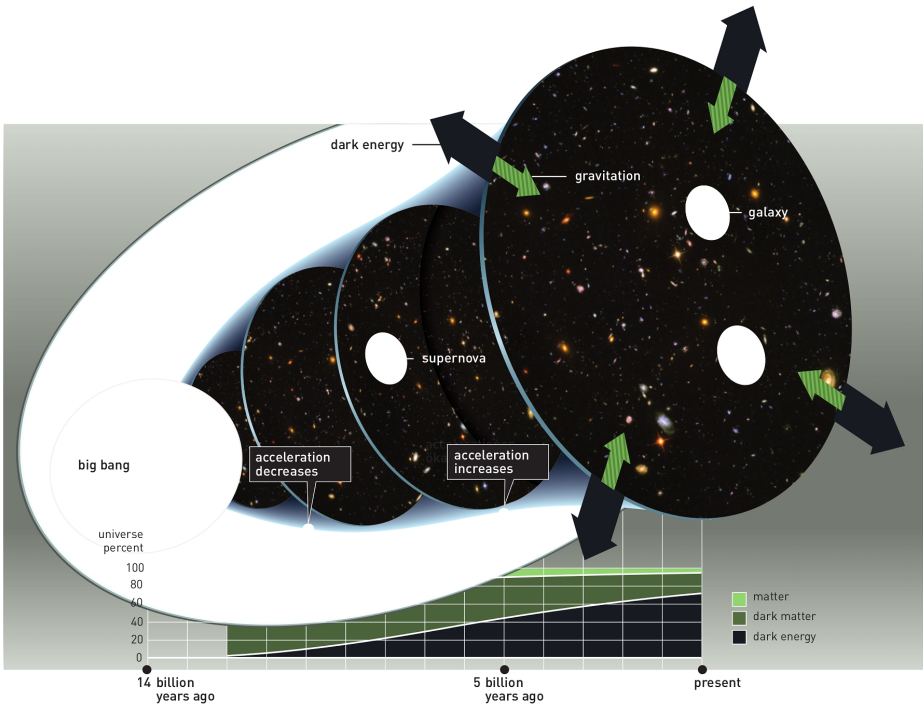 dark energy
gravitation
galaxy
supernova
big bang
acceleration
decreases
acceleration
increases
universe
percent
100
80
60
40
20
0
matter
dark matter
dark energy
14 billion
years ago
5 billion
years ago
present